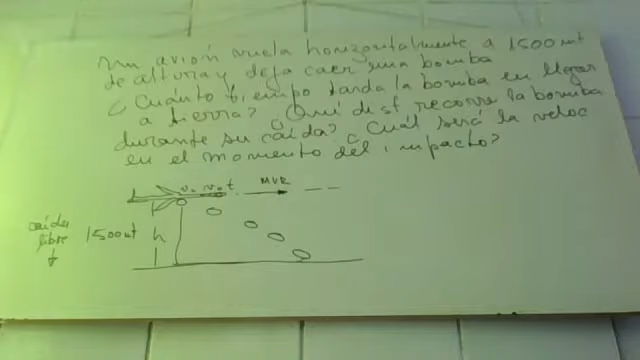 Un avión vuela horizontalmente a 1500 mt
de altura y deja caer una bomba
¿Cuánto tiempo tarda la bomba en llegar
a tierra? ¿Qué dist recorre la bomba
durante su caída? ¿Cuál será la veloc
en el momento del impacto?
MVR
caída
libre
1500 mt h